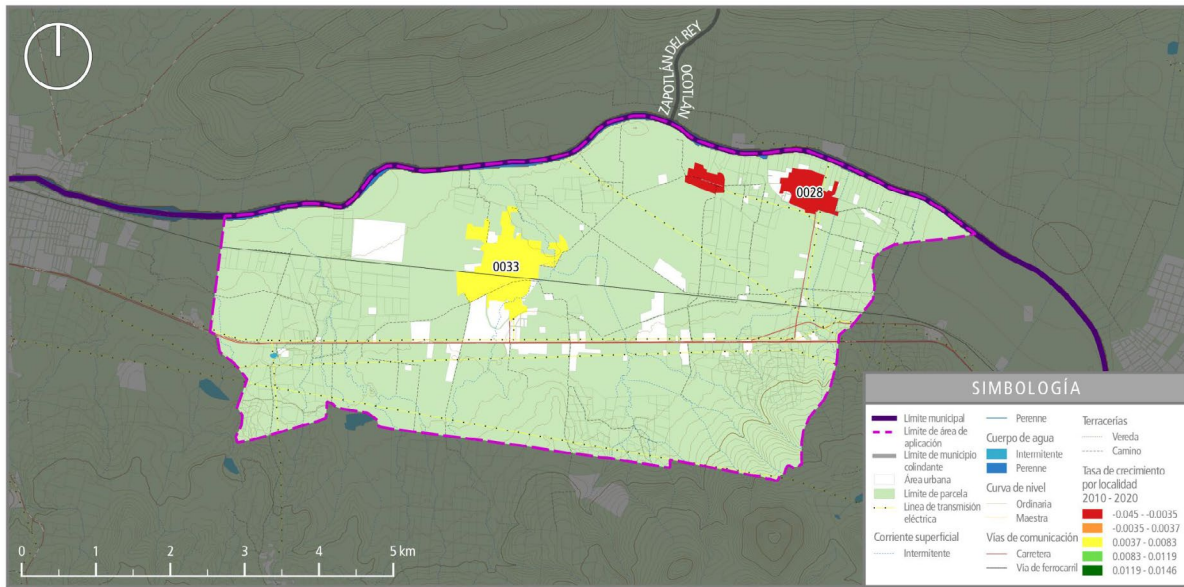 ZAPOTLÁN DEL REY
OCOTLÁN
0028
0033
0 1 2 3 4 5 km
SIMBOLOGÍA
Límite municipal
Límite de área de
aplicación
Límite de municipio
colindante
Área urbana
Límite de parcela
Linea de transmisión
eléctrica
Corriente superficial
Intermitente
Perenne
Cuerpo de agua
Intermitente
Perenne
Curva de nivel
Ordinaria
Maestra
Vías de comunicación
Carretera
Vía de ferrocarril
Terracerías
Vereda
Camino
Tasa de crecimiento
por localidad
2010 - 2020
-0.045 - -0.0035
-0.0035 - 0.0037
0.0037 - 0.0083
0.0083 - 0.0119
0.0119 - 0.0146